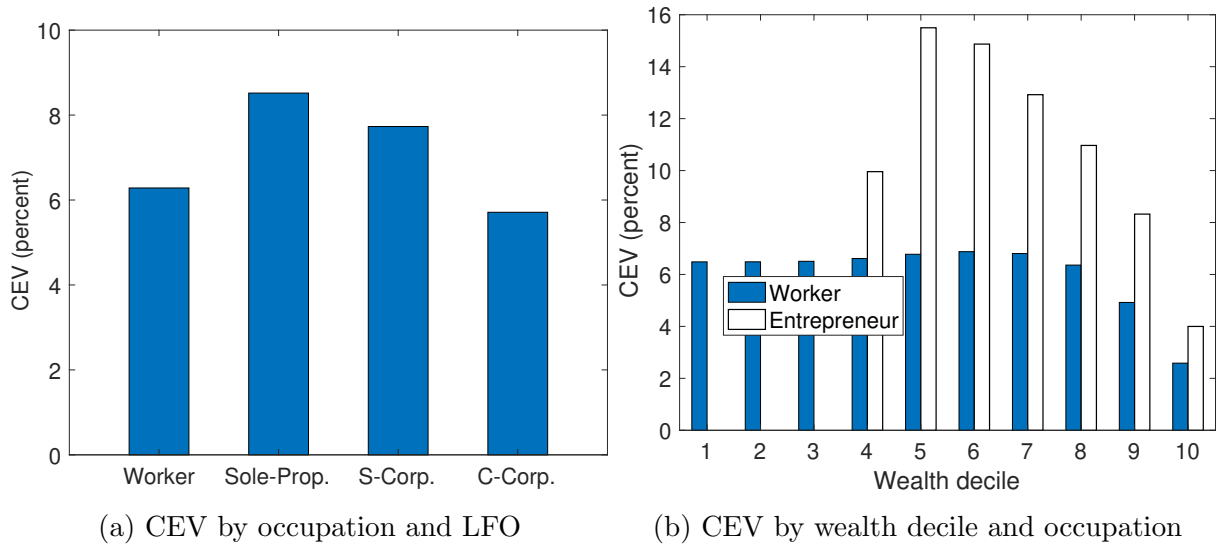 10
8
6
4
2
0
CEV (percent)
Worker Sole-Prop. S-Corp. C-Corp.
(a) CEV by occupation and LFO
16
14
12
10
8
6
4
2
0
CEV (percent)
Worker
Entrepreneur
1 2 3 4 5 6 7 8 9 10
Wealth decile
(b) CEV by wealth decile and occupation